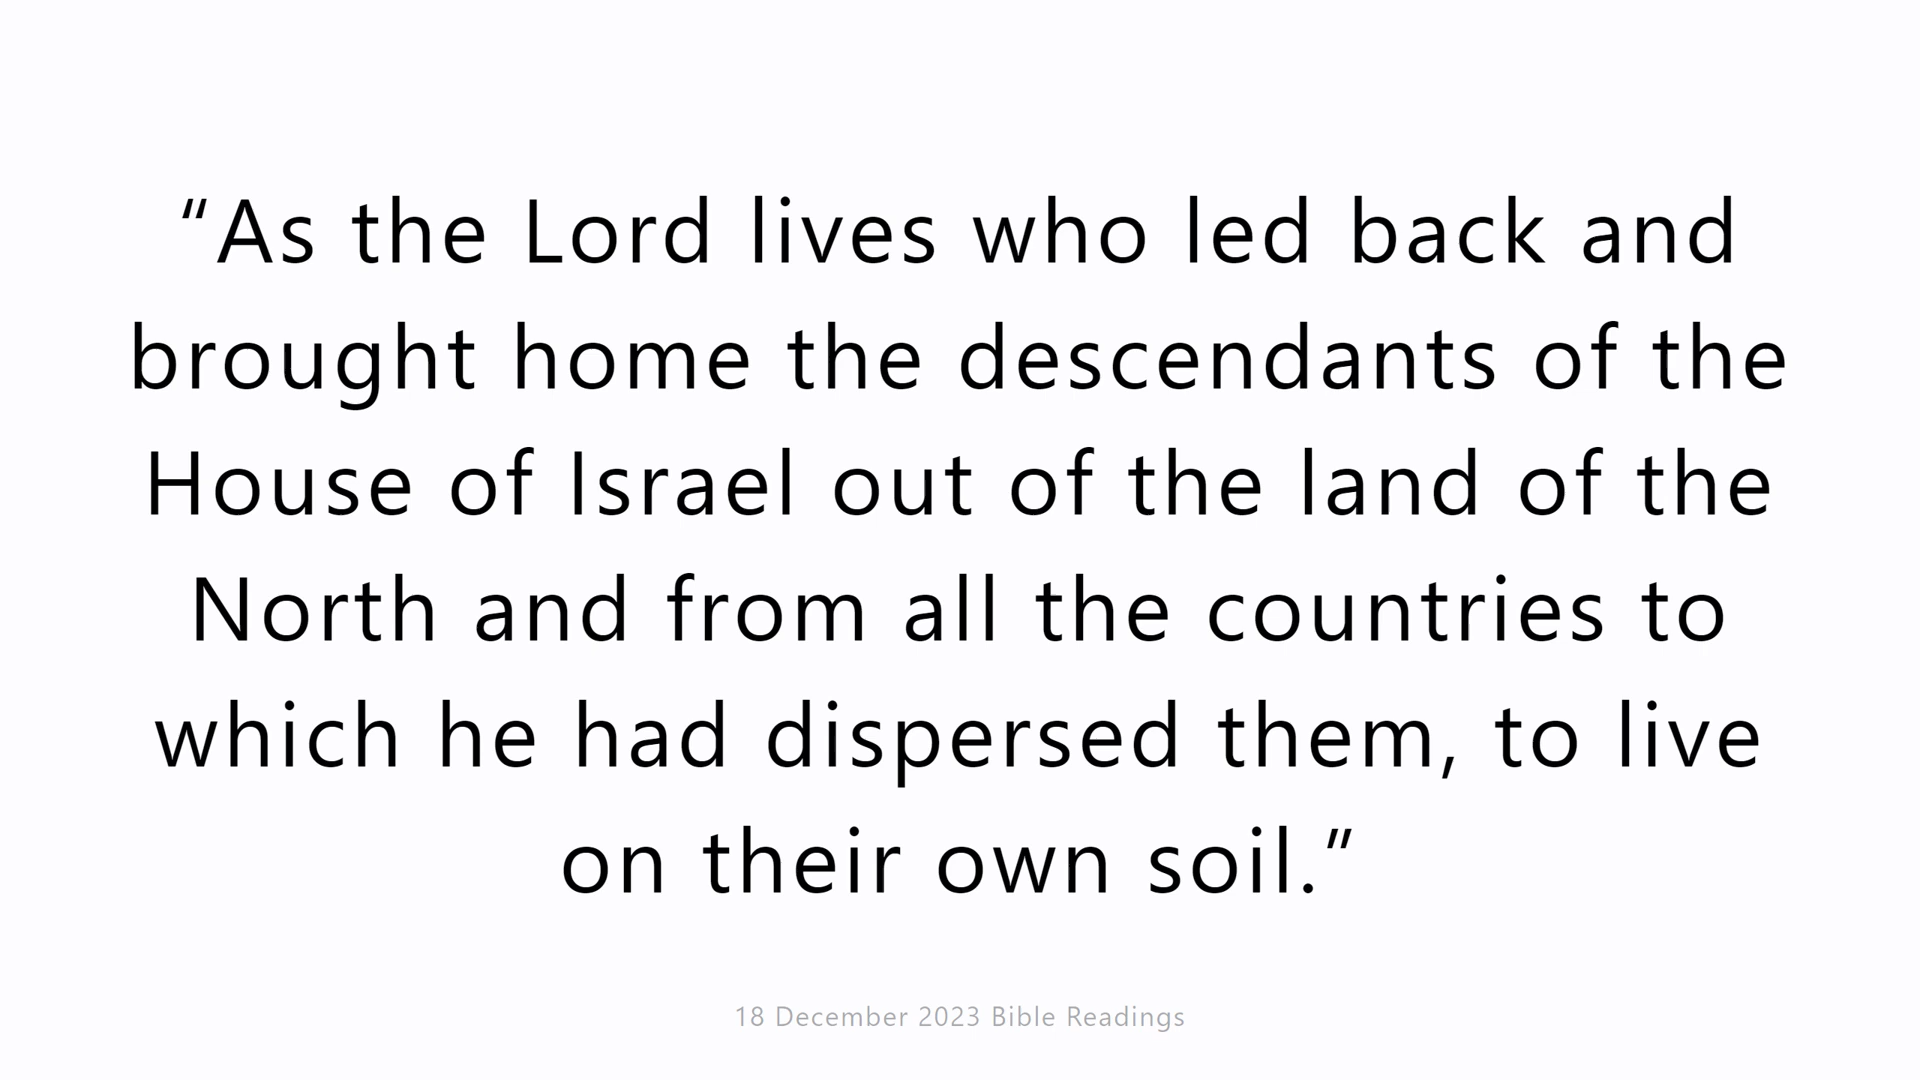 “As the Lord lives who led back and
brought home the descendants of the
House of Israel out of the land of the
North and from all the countries to
which he had dispersed them, to live
on their own soil.”
18 December 2023 Bible Readings